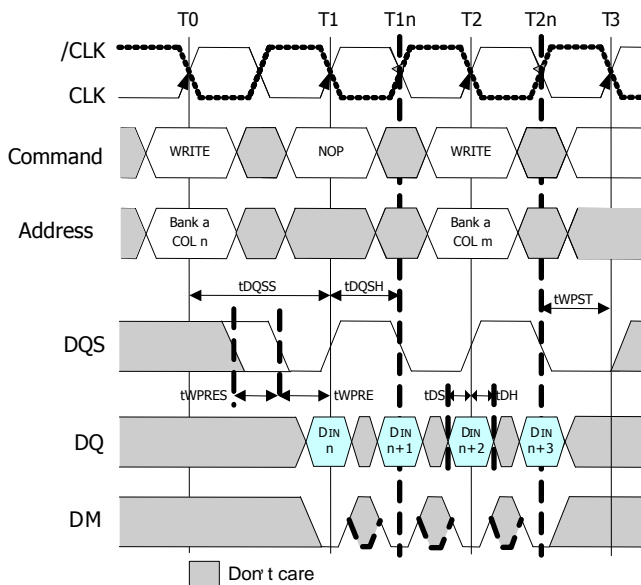 T0 T1 T1n T2 T2n T3
/CLK
CLK
Command WRITE NOP WRITE
Address Bank a COL n Bank a COL m
tDQSS tDQSH tWPST
DQS
tWPRES tWPRE tDS tDH
DQ DIN n DIN n+1 DIN n+2 DIN n+3
DM
Don't care